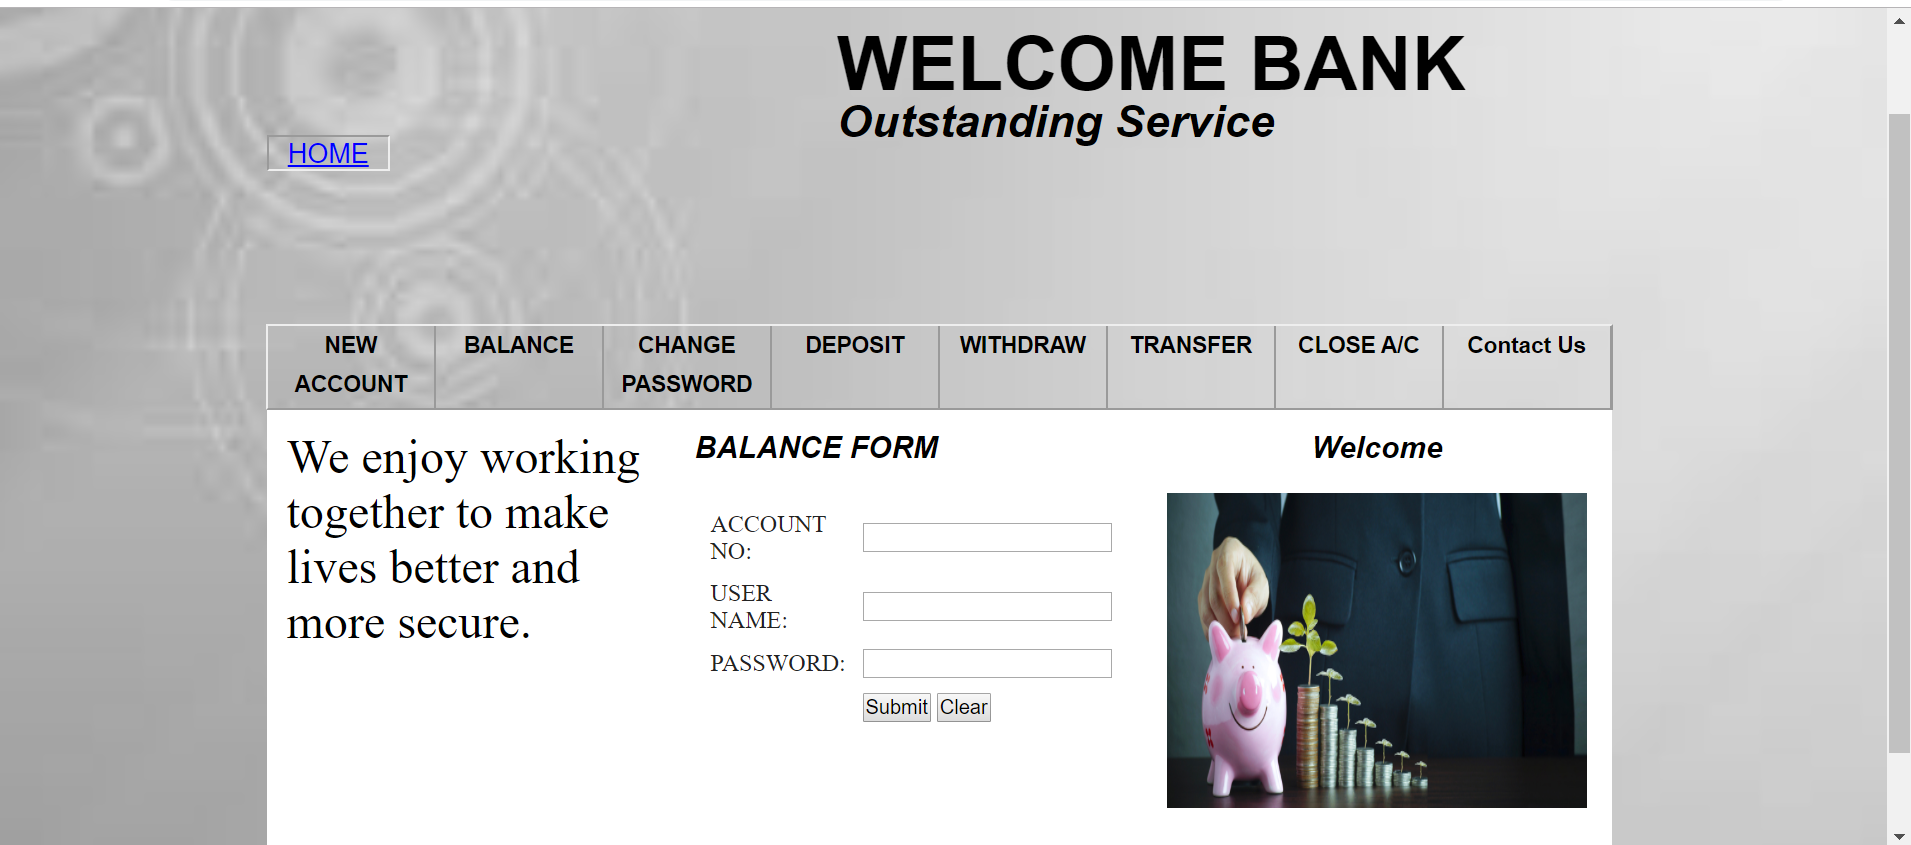 WELCOME BANK
Outstanding Service
HOME
NEW ACCOUNT
BALANCE
CHANGE PASSWORD
DEPOSIT
WITHDRAW
TRANSFER
CLOSE A/C
Contact Us
We enjoy working
together to make
lives better and
more secure.
BALANCE FORM
ACCOUNT
NO:
USER
NAME:
PASSWORD:
Submit Clear
Welcome